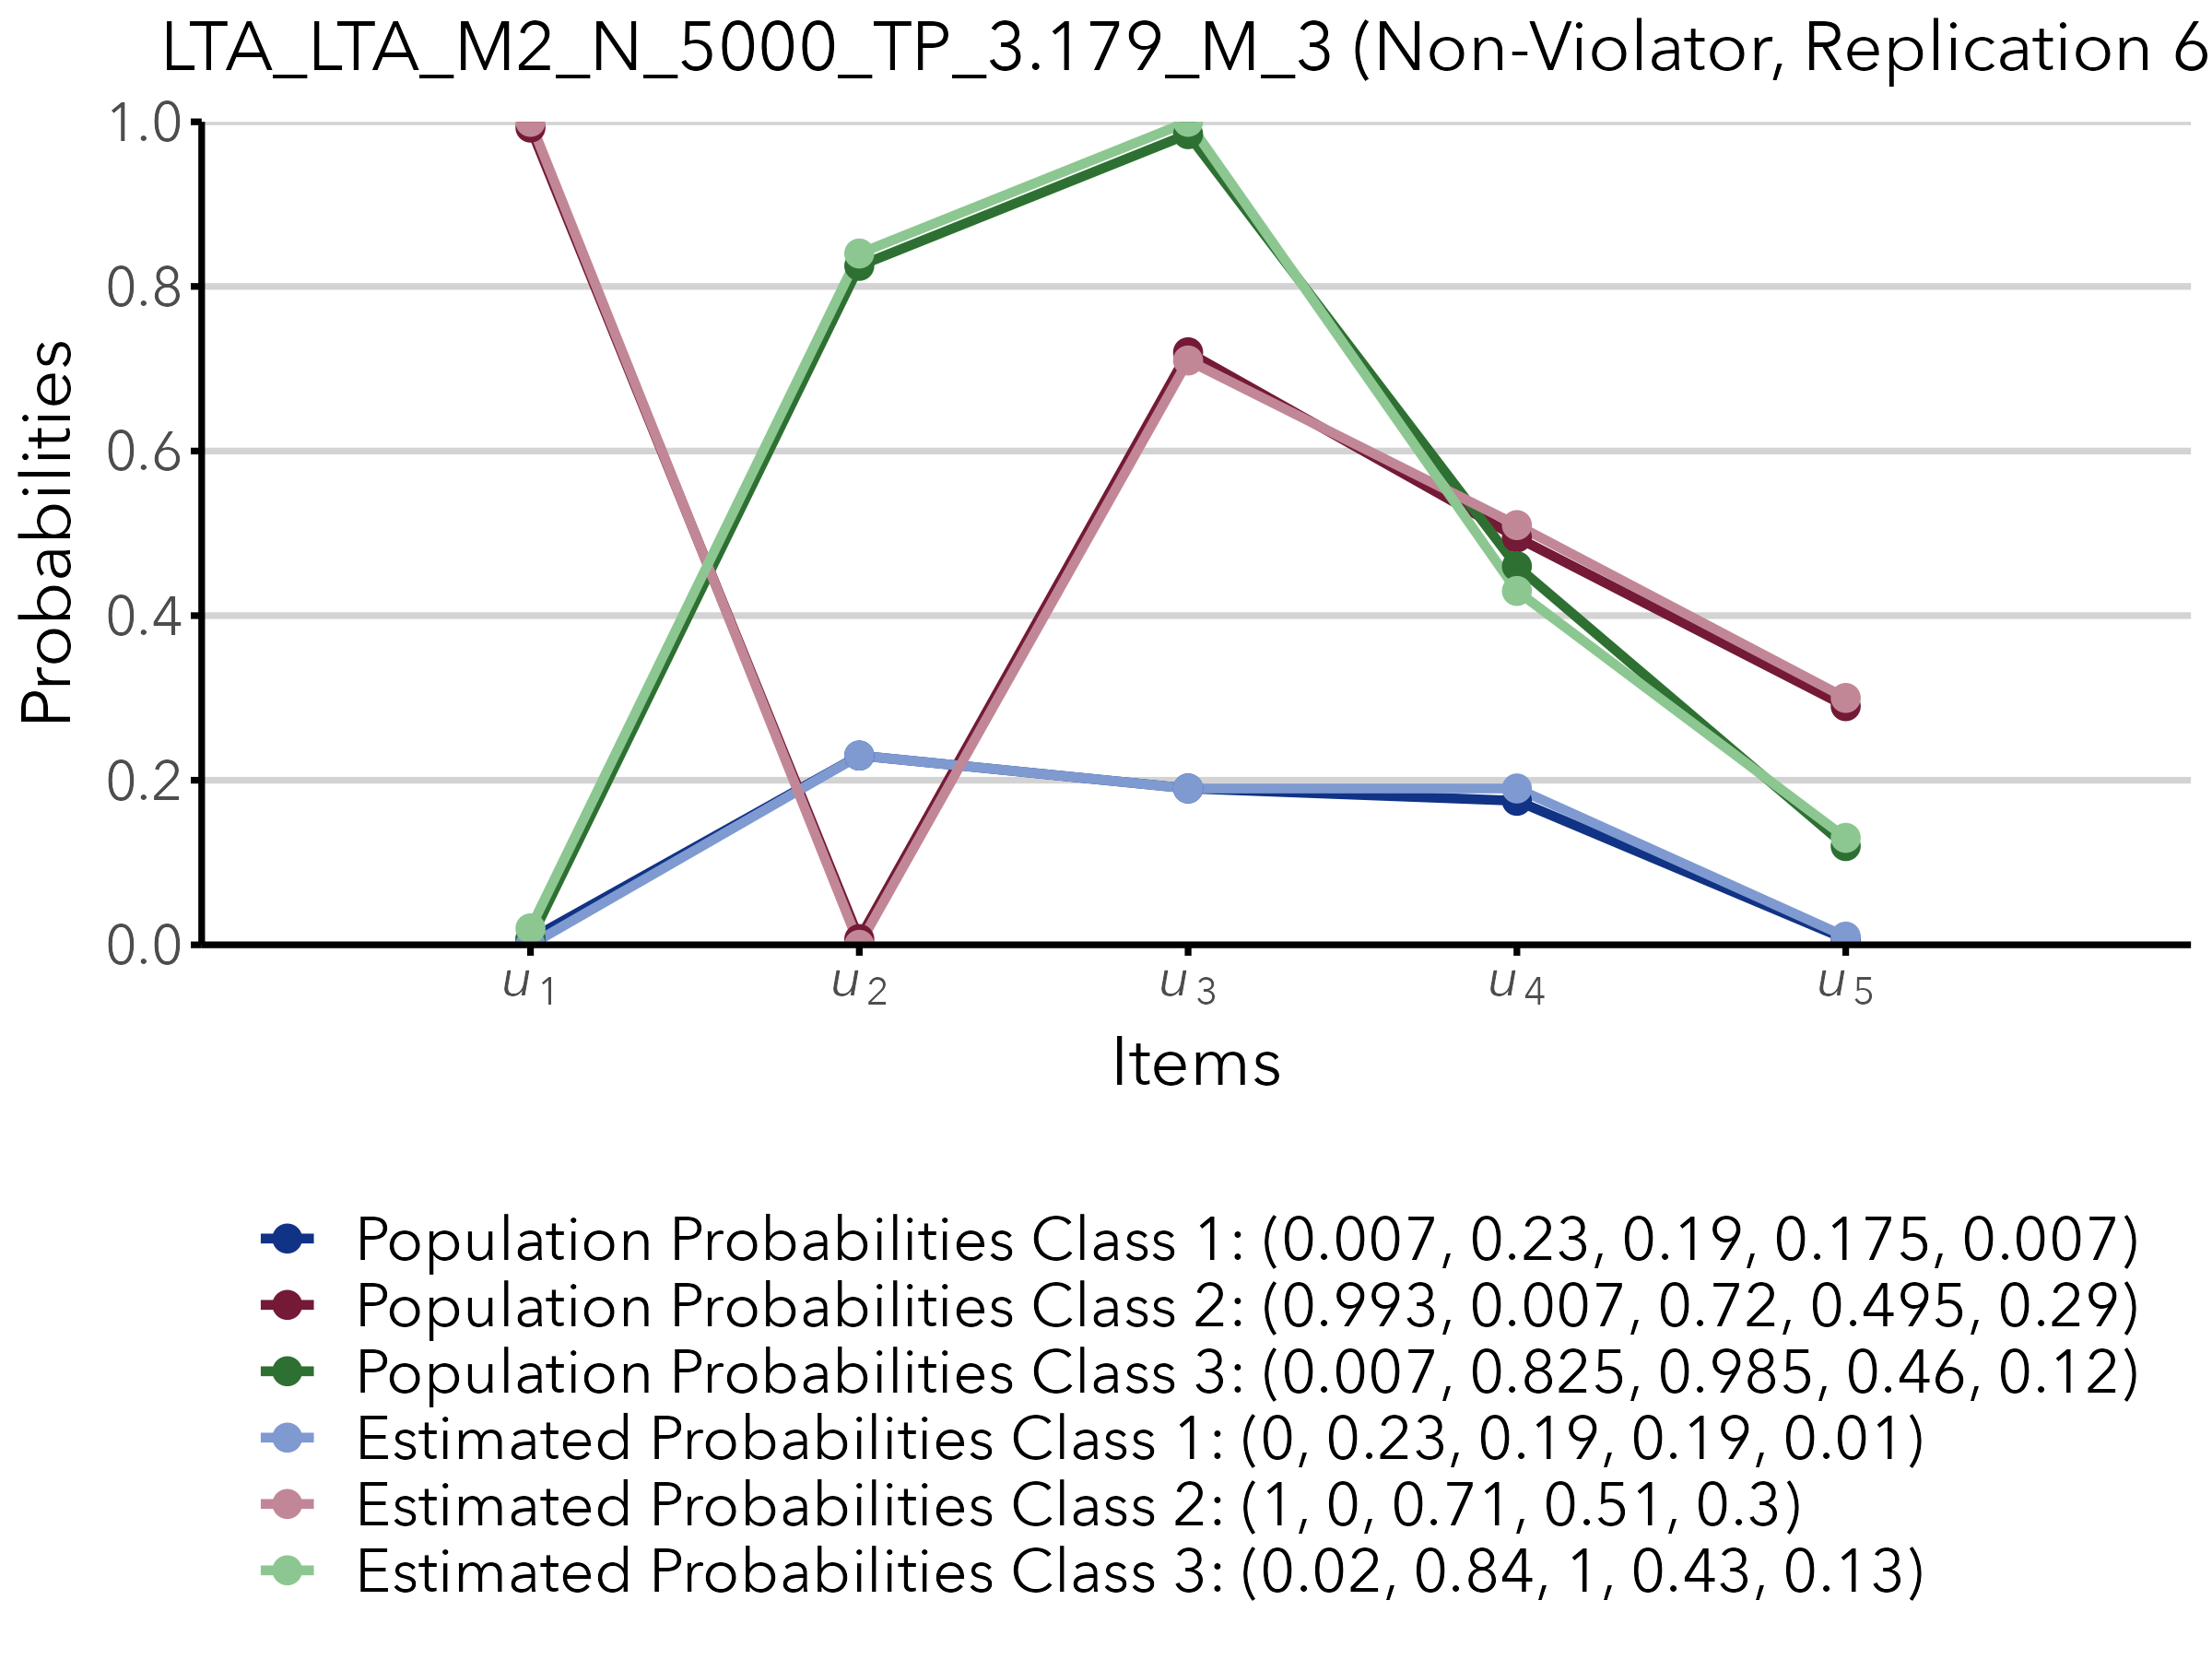 LTA_LTA_M2_N_5000_TP_3.179_M_3 (Non-Violator, Replication 6
1.0
0.8
0.6
0.4
0.2
0.0
Probabilities
u1 u2 u3 u4 u5
Items
Population Probabilities Class 1: (0.007, 0.23, 0.19, 0.175, 0.007)
Population Probabilities Class 2: (0.993, 0.007, 0.72, 0.495, 0.29)
Population Probabilities Class 3: (0.007, 0.825, 0.985, 0.46, 0.12)
Estimated Probabilities Class 1: (0, 0.23, 0.19, 0.19, 0.01)
Estimated Probabilities Class 2: (1, 0, 0.71, 0.51, 0.3)
Estimated Probabilities Class 3: (0.02, 0.84, 1, 0.43, 0.13)